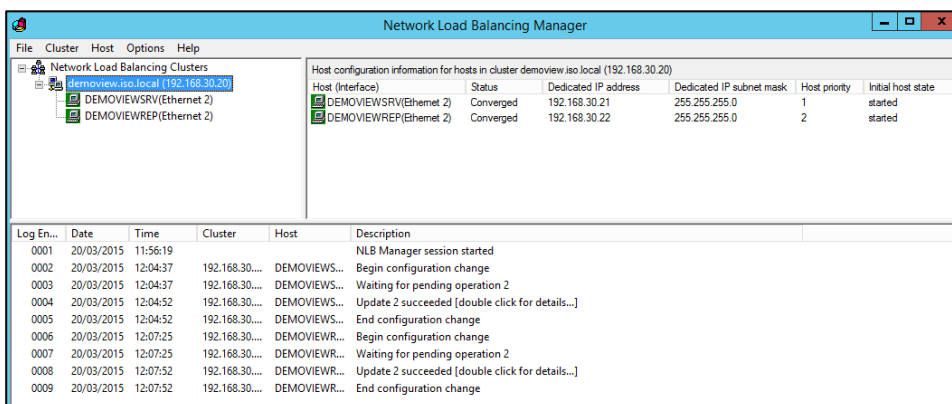 Network Load Balancing Manager
File Cluster Host Options Help
Network Load Balancing Clusters
demoview.iso.local (192.168.30.20)
DEMOVIEWSRV(Ethernet 2)
DEMOVIEWREP(Ethernet 2)
Host configuration information for hosts in cluster demoview.iso.local (192.168.30.20)
Host (Interface) Status Dedicated IP address Dedicated IP subnet mask Host priority Initial host state
DEMOVIEWSRV(Ethernet 2) Converged 192.168.30.21 255.255.255.0 1 started
DEMOVIEWREP(Ethernet 2) Converged 192.168.30.22 255.255.255.0 2 started
Log En... Date Time Cluster Host Description
0001 20/03/2015 11:56:19 NLB Manager session started
0002 20/03/2015 12:04:37 192.168.30.... DEMOVIEWS... Begin configuration change
0003 20/03/2015 12:04:37 192.168.30.... DEMOVIEWS... Waiting for pending operation 2
0004 20/03/2015 12:04:52 192.168.30.... DEMOVIEWS... Update 2 succeeded [double click for details...]
0005 20/03/2015 12:04:52 192.168.30.... DEMOVIEWS... End configuration change
0006 20/03/2015 12:07:25 192.168.30.... DEMOVIEWR... Begin configuration change
0007 20/03/2015 12:07:25 192.168.30.... DEMOVIEWR... Waiting for pending operation 2
0008 20/03/2015 12:07:52 192.168.30.... DEMOVIEWR... Update 2 succeeded [double click for details...]
0009 20/03/2015 12:07:52 192.168.30.... DEMOVIEWR... End configuration change